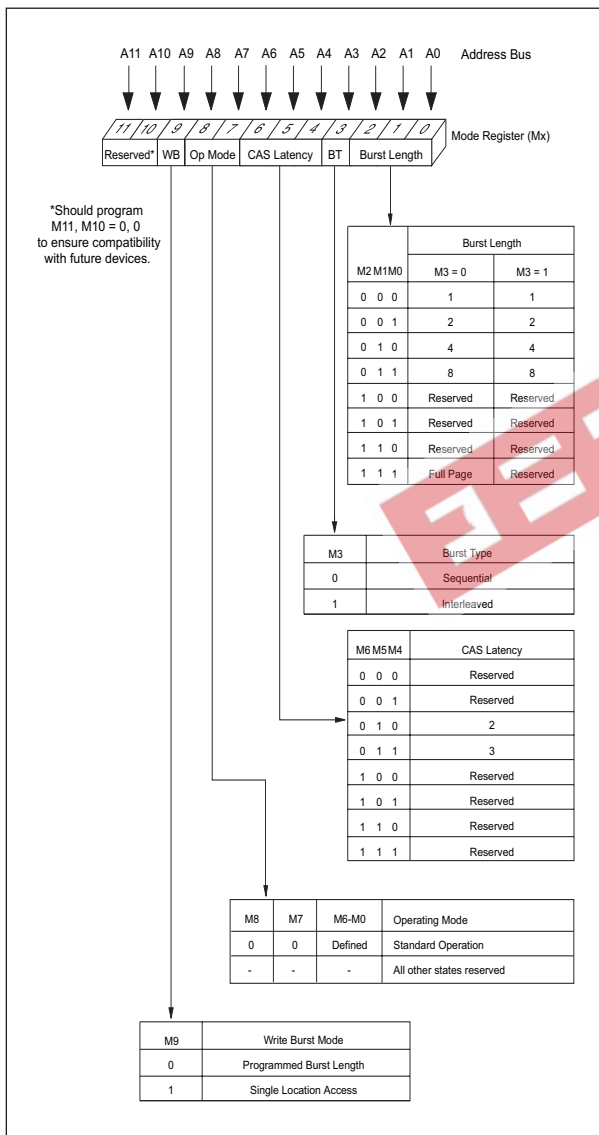 A11 A10 A9 A8 A7 A6 A5 A4 A3 A2 A1 A0 Address Bus
11 10 9 8 7 6 5 4 3 2 1 0 Mode Register (Mx)
Reserved* WB Op Mode CAS Latency BT Burst Length
*Should program
M11, M10 = 0, 0
to ensure compatibility
with future devices.
Burst Length
M2 M1 M0 M3 = 0 M3 = 1
0 0 0 1 1
0 0 1 2 2
0 1 0 4 4
0 1 1 8 8
1 0 0 Reserved Reserved
1 0 1 Reserved Reserved
1 1 0 Reserved Reserved
1 1 1 Full Page Reserved
M3 Burst Type
0 Sequential
1 Interleaved
M6 M5 M4 CAS Latency
0 0 0 Reserved
0 0 1 Reserved
0 1 0 2
0 1 1 3
1 0 0 Reserved
1 0 1 Reserved
1 1 0 Reserved
1 1 1 Reserved
M8 M7 M6-M0 Operating Mode
0 0 Defined Standard Operation
- - - All other states reserved
M9 Write Burst Mode
0 Programmed Burst Length
1 Single Location Access